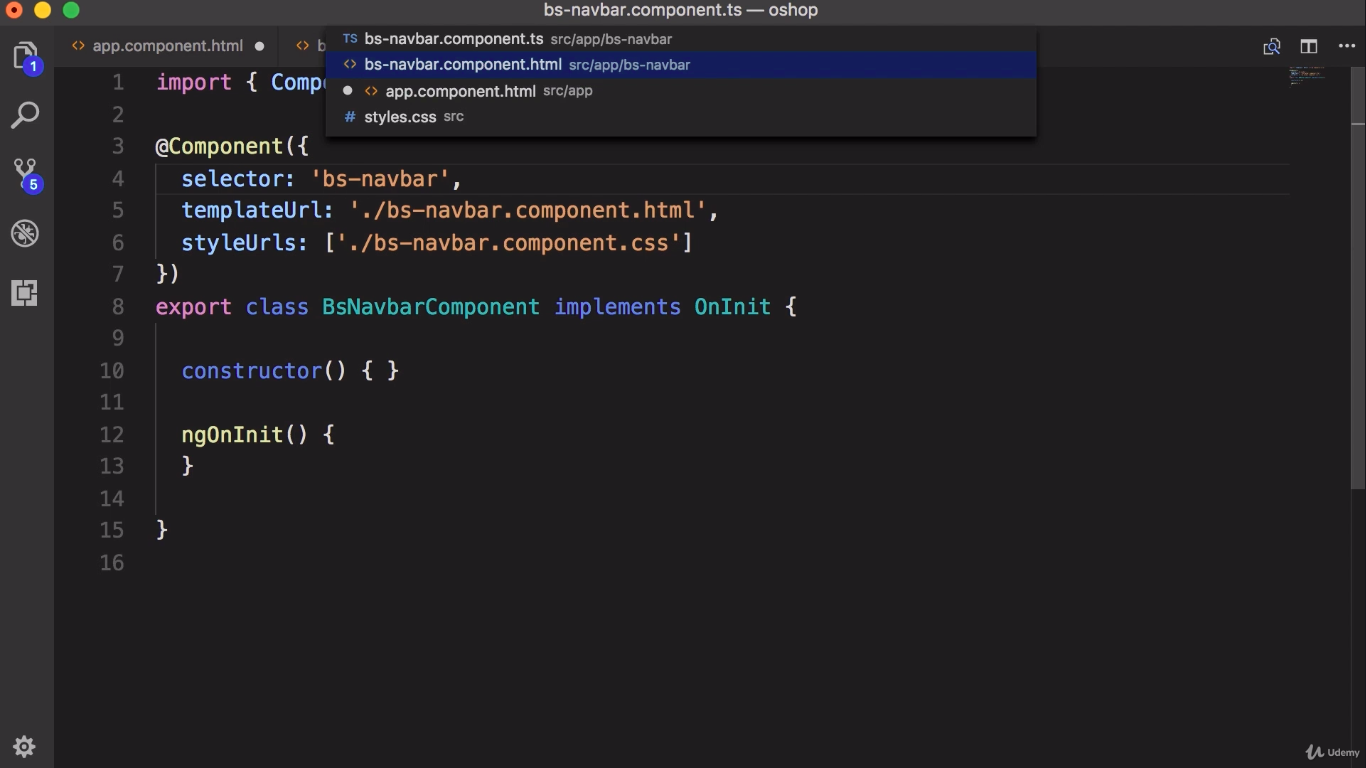 bs-navbar.component.ts — oshop
app.component.html
b
TS bs-navbar.component.ts src/app/bs-navbar
<> bs-navbar.component.html src/app/bs-navbar
<> app.component.html src/app
# styles.css src
1
5
1 import { Comp
2
3 @Component({
4 selector: 'bs-navbar',
5 templateUrl: './bs-navbar.component.html',
6 styleUrls: ['./bs-navbar.component.css']
7 })
8 export class BsNavbarComponent implements OnInit {
9
10 constructor() { }
11
12 ngOnInit() {
13 }
14
15 }
16
Udemy